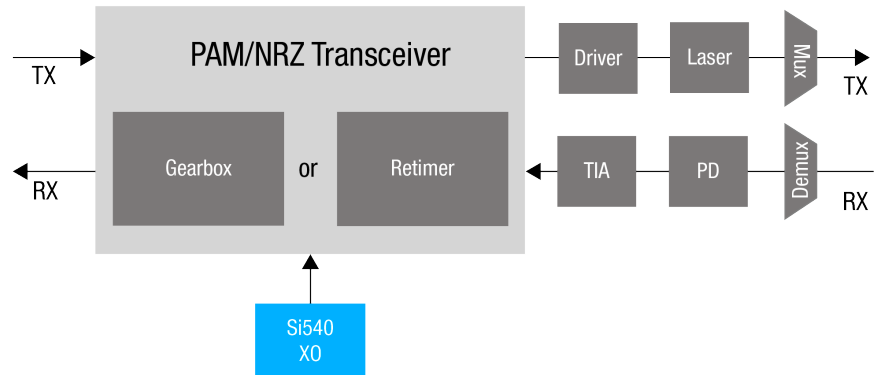 PAM/NRZ Transceiver
TX
Driver
Laser
Mux
TX
Gearbox
or
Retimer
TIA
PD
Demux
RX
RX
Si540
XO